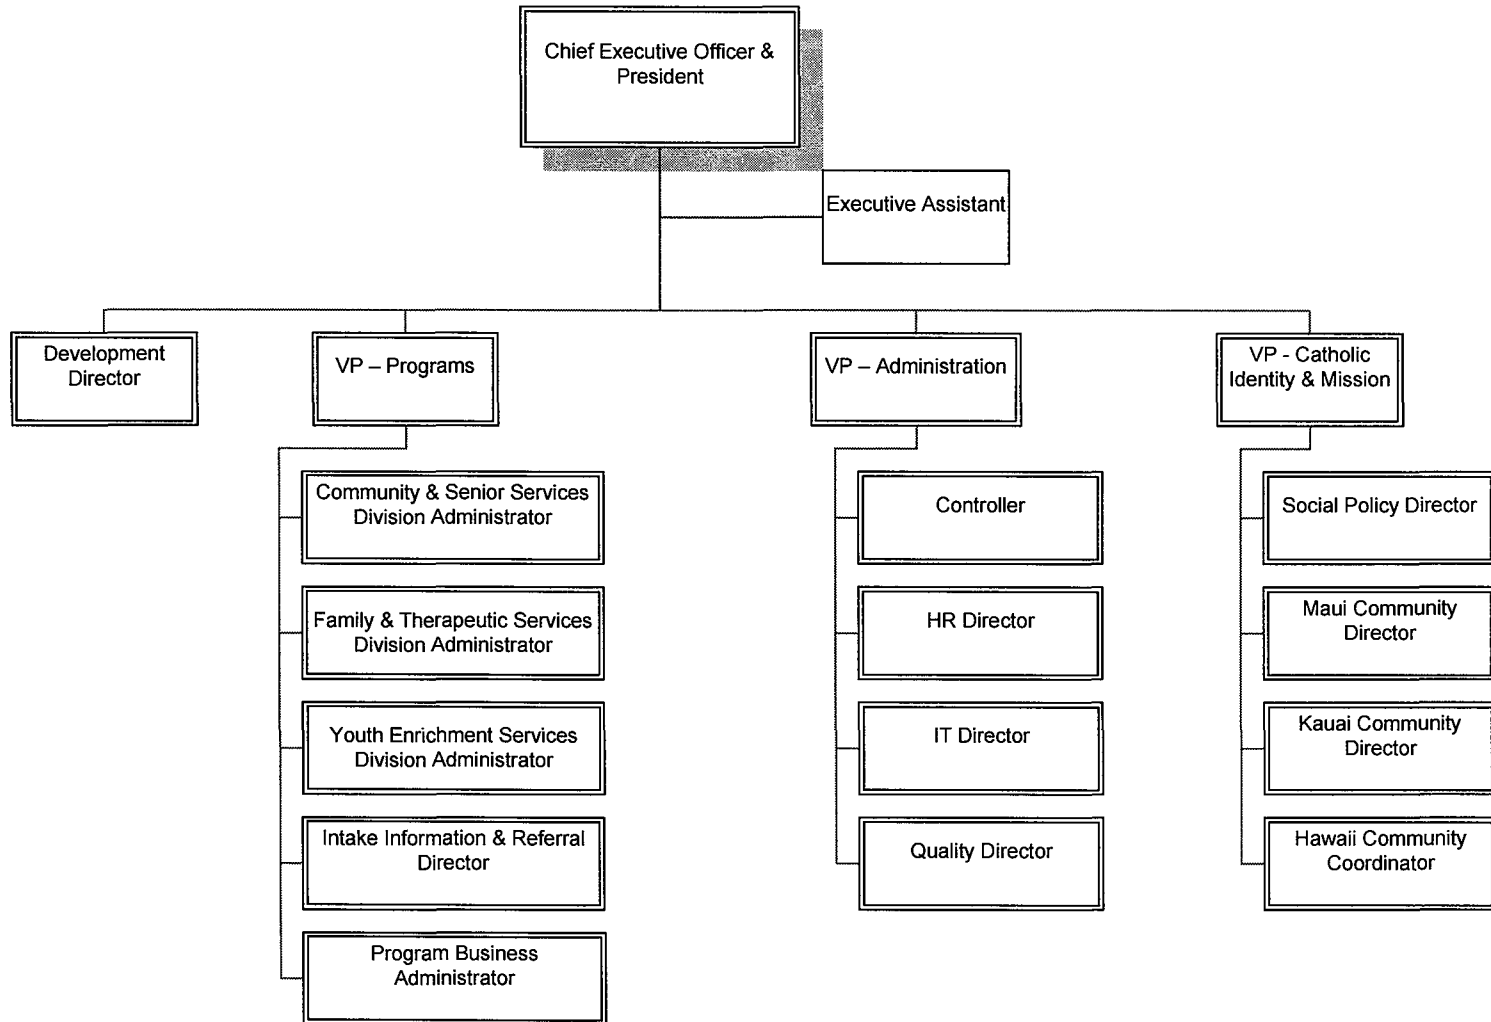 Chief Executive Officer &
President
Executive Assistant
Development
Director
VP – Programs
VP – Administration
VP - Catholic
Identity & Mission
Community & Senior Services
Division Administrator
Family & Therapeutic Services
Division Administrator
Youth Enrichment Services
Division Administrator
Intake Information & Referral
Director
Program Business
Administrator
Controller
HR Director
IT Director
Quality Director
Social Policy Director
Maui Community
Director
Kauai Community
Director
Hawaii Community
Coordinator